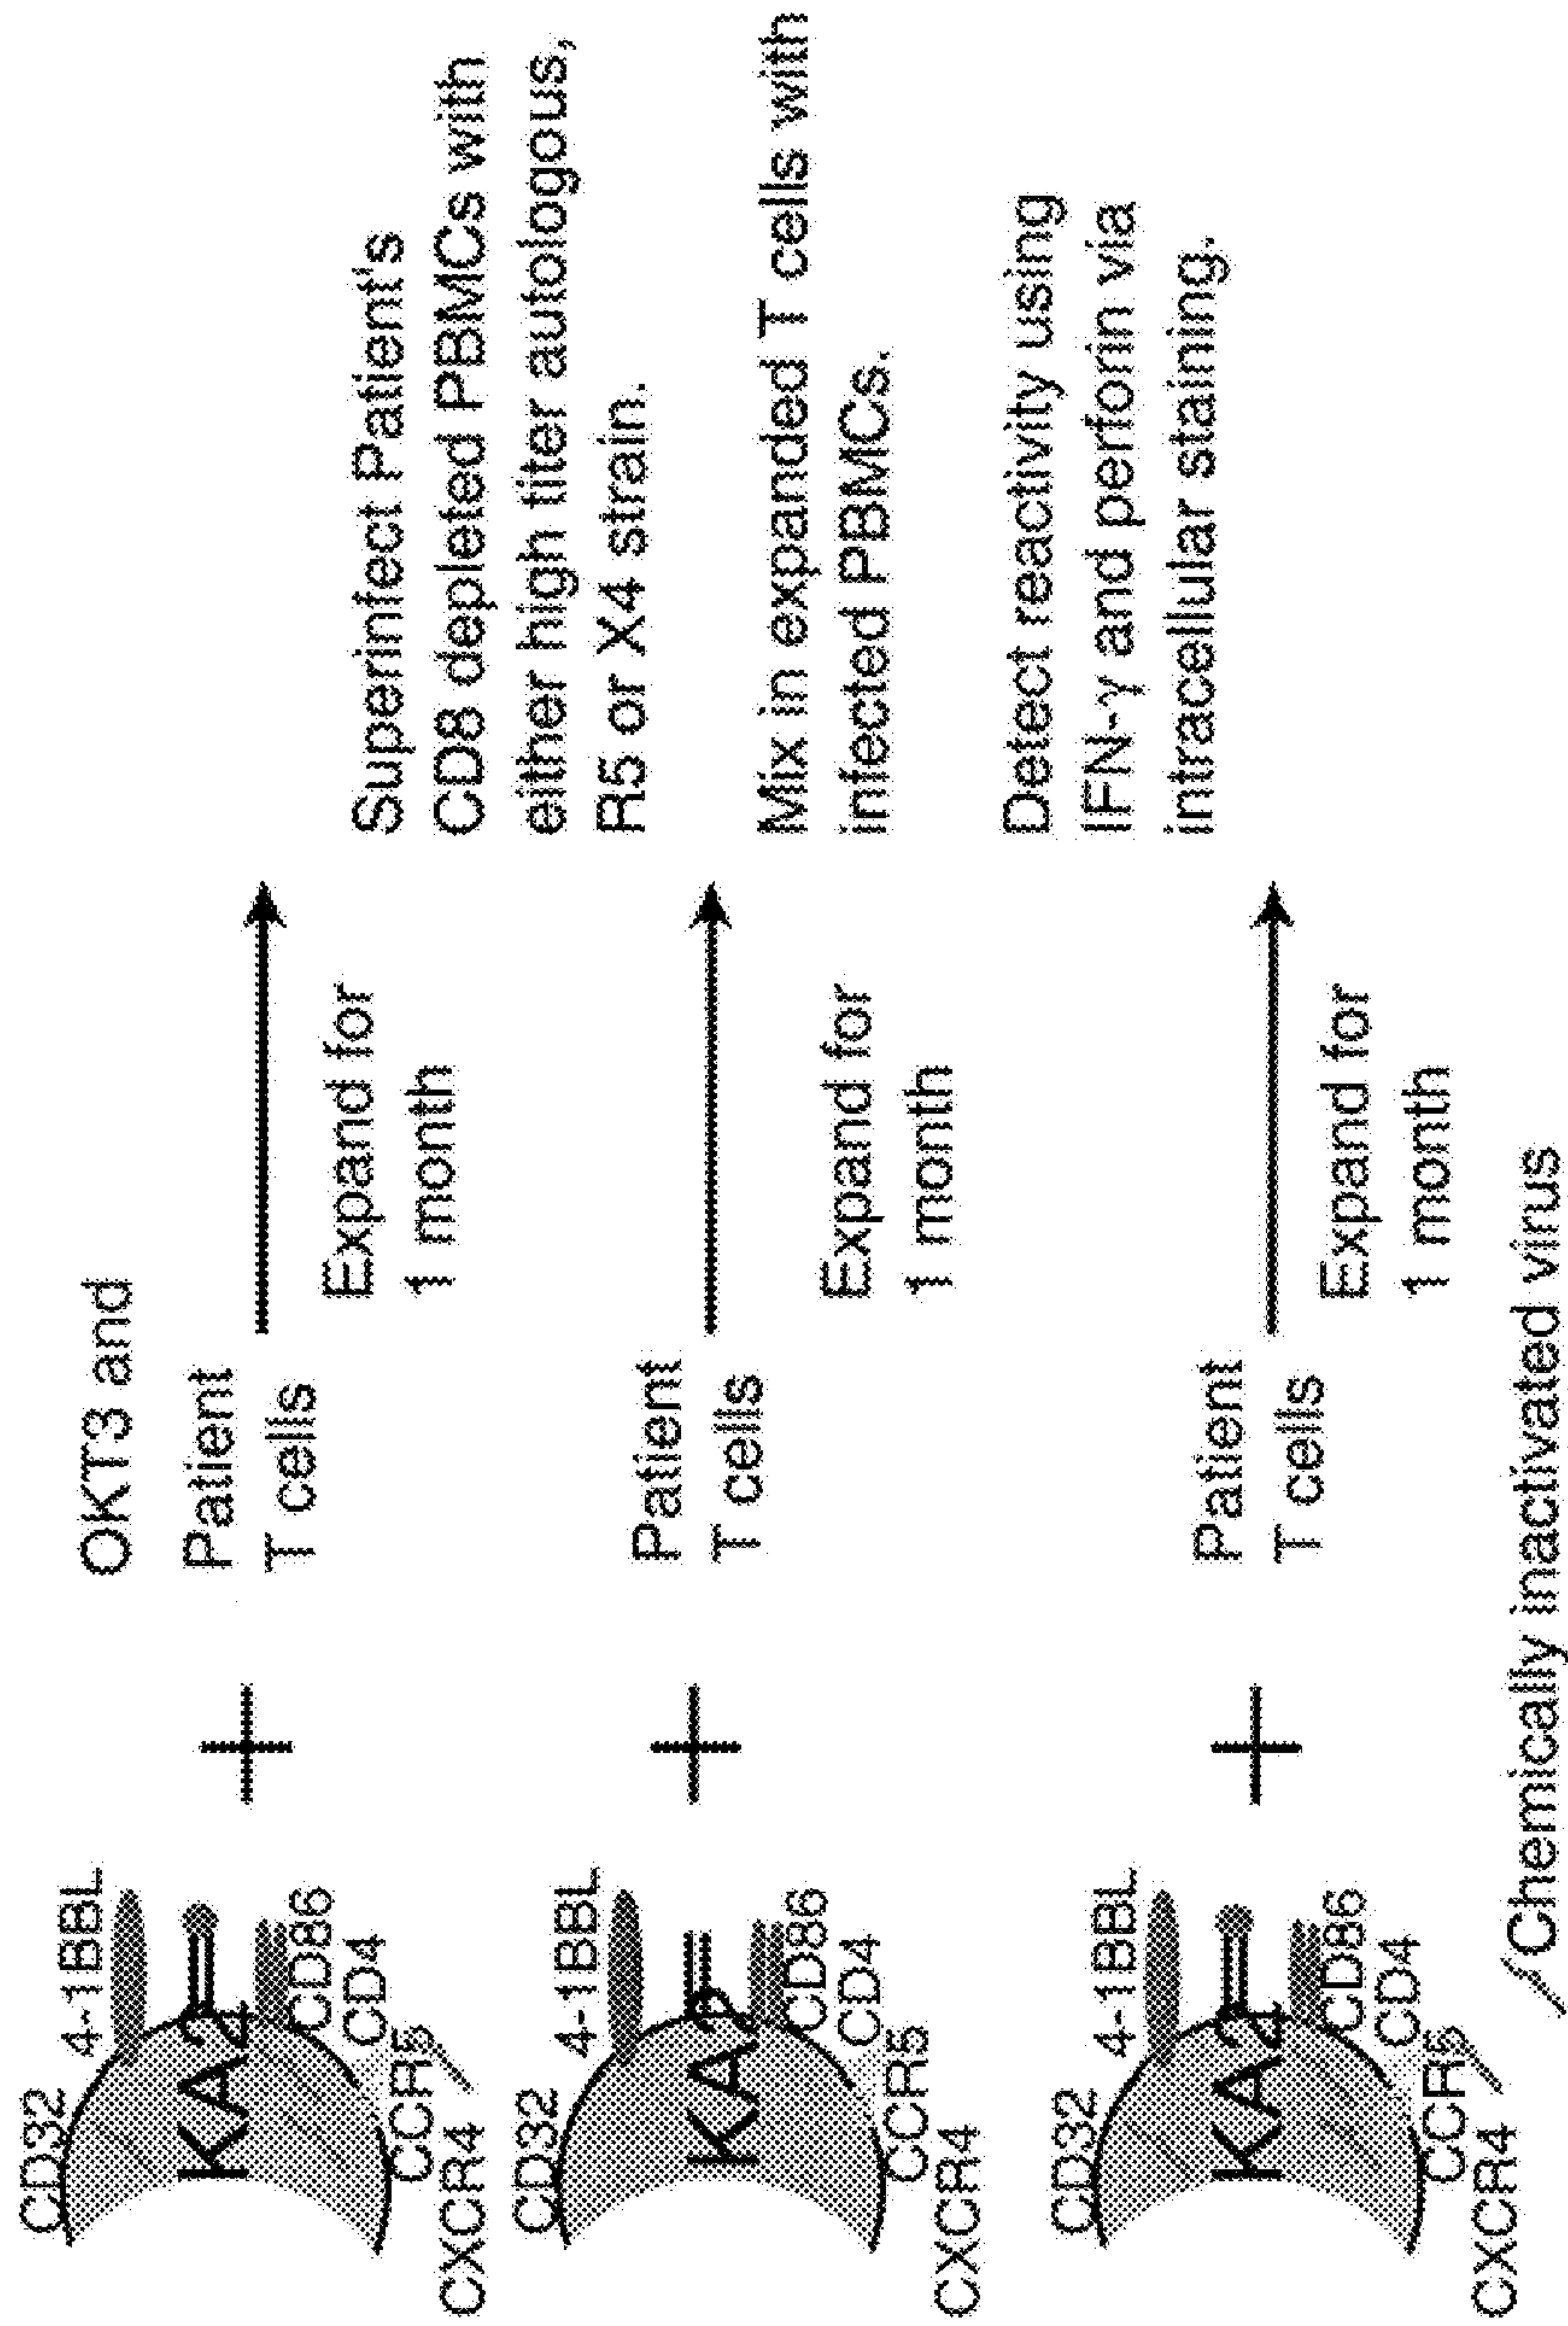 CD32
4-1BBL
KA2
CD86
CD4
CCR5
CXCR4
OKT3 and
Patient
T cells
Expand for
1 month
CD32
4-1BBL
KA2
CD86
CD4
CCR5
CXCR4
Patient
T cells
Expand for
1 month
CD32
4-1BBL
KA2
CD86
CD4
CCR5
CXCR4
Patient
T cells
Expand for
1 month
Chemically inactivated virus
Superinfect Patient's
CD8 depleted PBMCs with
either high titer autologous,
R5 or X4 strain.
Mix in expanded T cells with
infected PBMCs.
Detect reactivity using
IFN-γ and perforin via
intracellular staining.